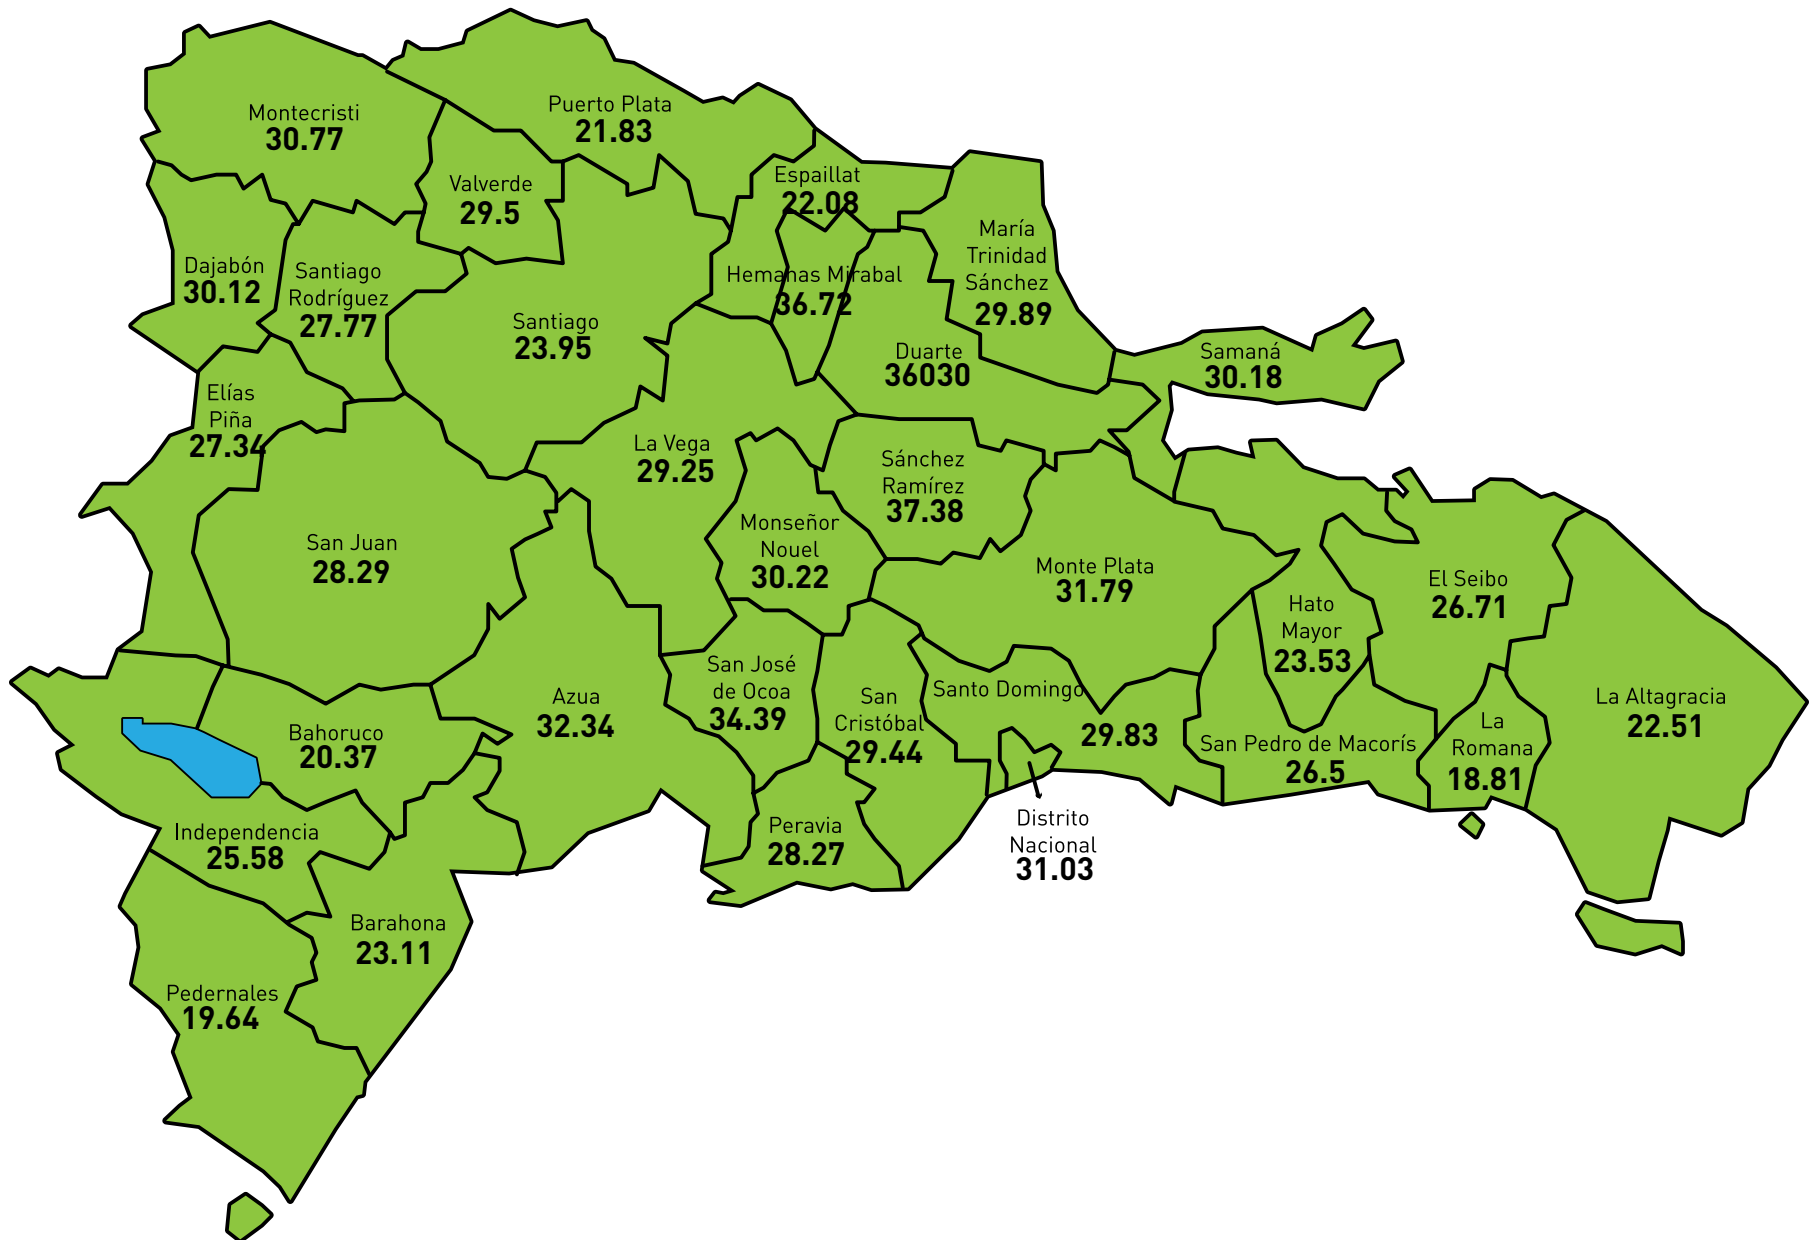 Montecristi
30.77
Puerto Plata
21.83
Valverde
29.5
Espaillat
22.08
María
Trinidad
Sánchez
29.89
Dajabón
30.12
Santiago
Rodríguez
27.77
Hemanas Mirabal
36.72
Santiago
23.95
Duarte
36030
Samaná
30.18
Elías
Piña
27.34
La Vega
29.25
Sánchez
Ramírez
37.38
San Juan
28.29
Monseñor
Nouel
30.22
Monte Plata
31.79
El Seibo
26.71
Hato
Mayor
23.53
Azua
32.34
San José
de Ocoa
34.39
San
Cristóbal
29.44
Santo Domingo
29.83
La Altagracia
22.51
Bahoruco
20.37
San Pedro de Macorís
26.5
La
Romana
18.81
Independencia
25.58
Peravia
28.27
Distrito
Nacional
31.03
Barahona
23.11
Pedernales
19.64